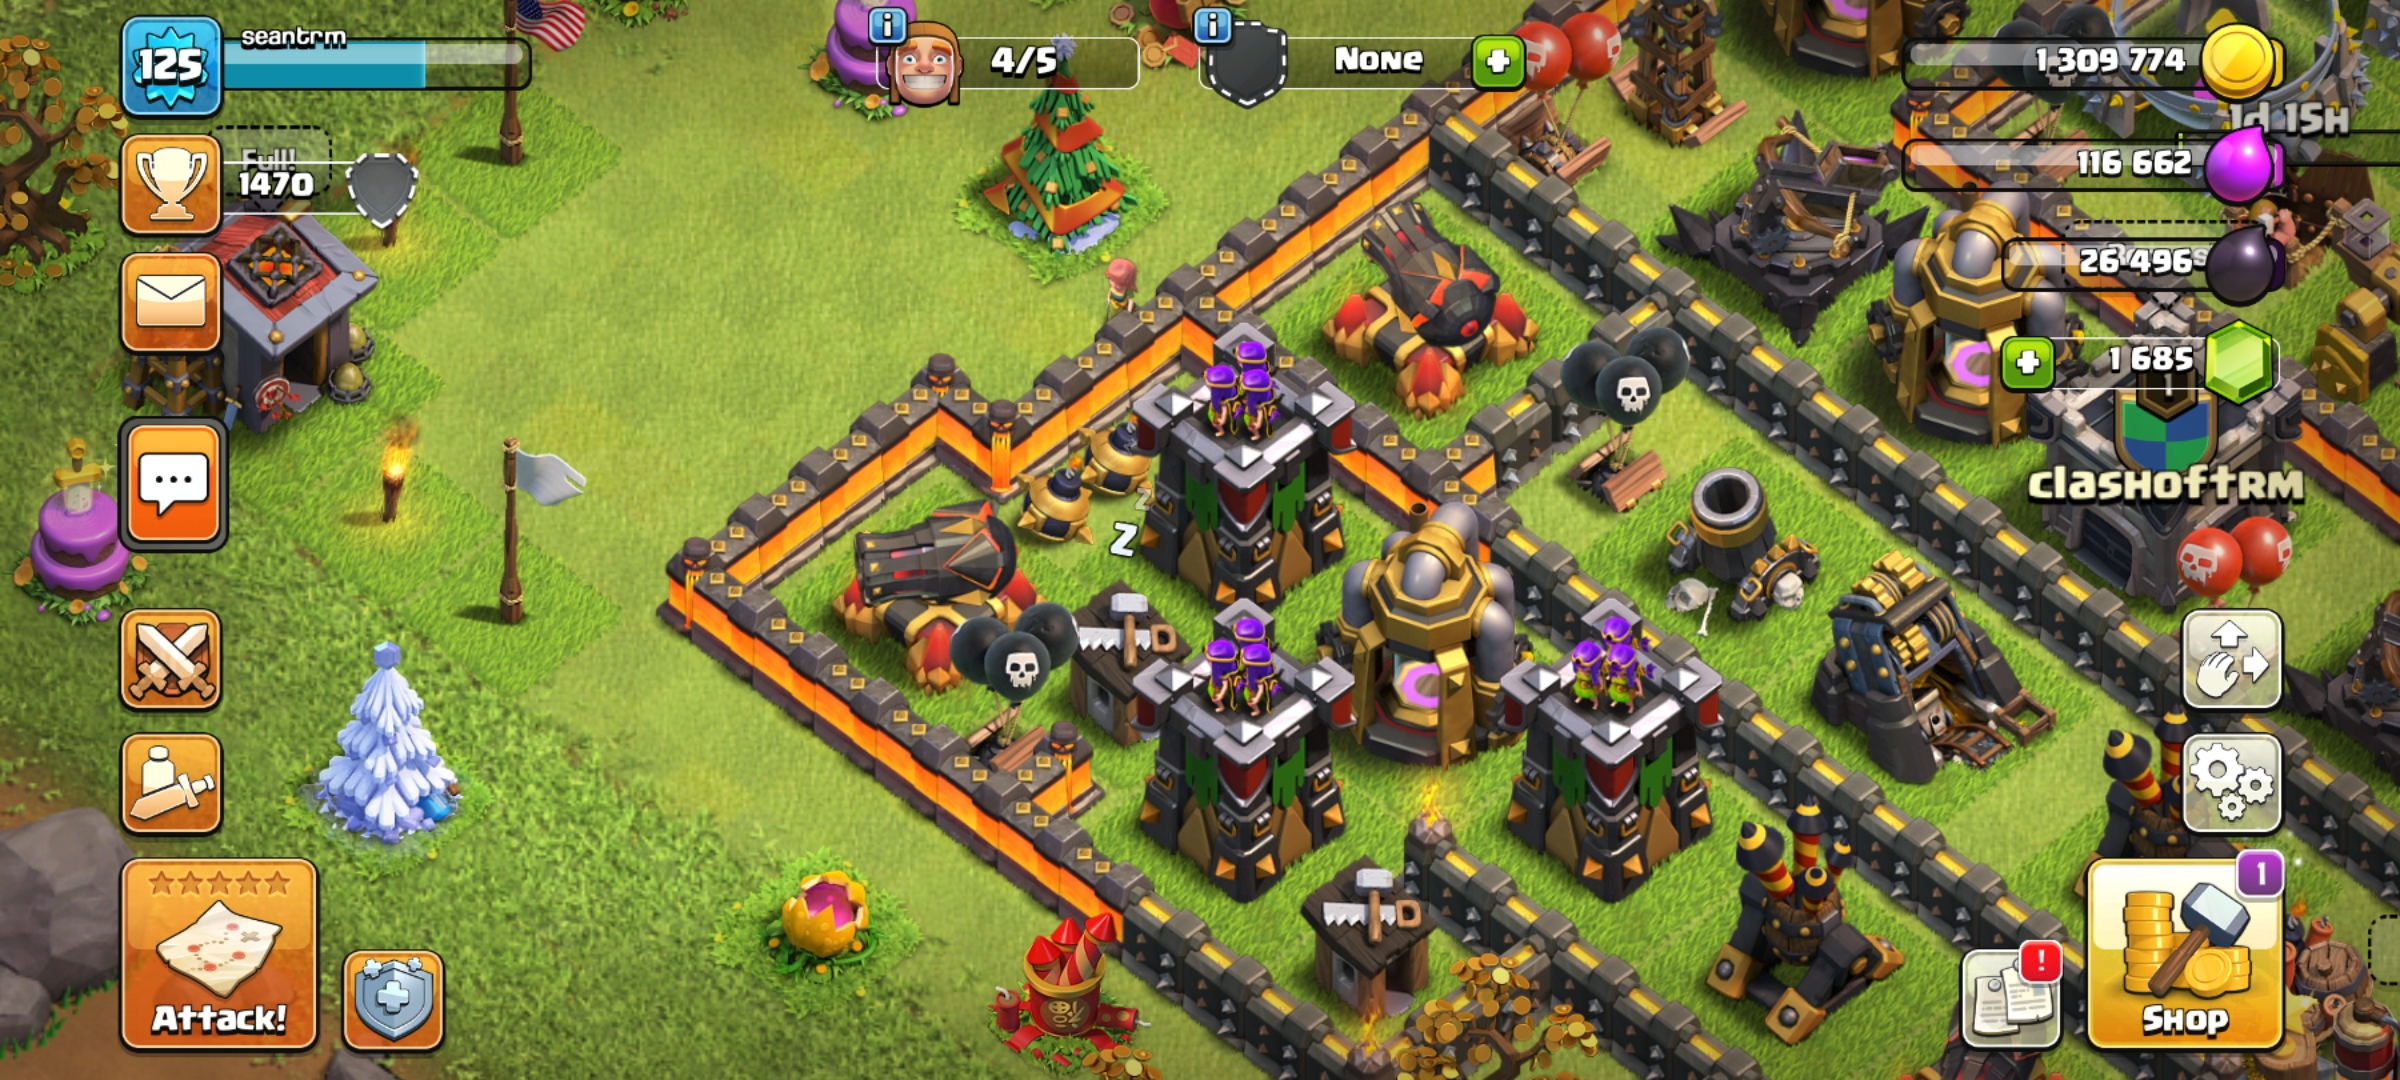 125
seantrm
4/5
None
1 309 774
1d 15H
Full!
1470
116 662
26 496
1 685
1
clashoftRM
Z
Z
1
!
Attack!
Shop